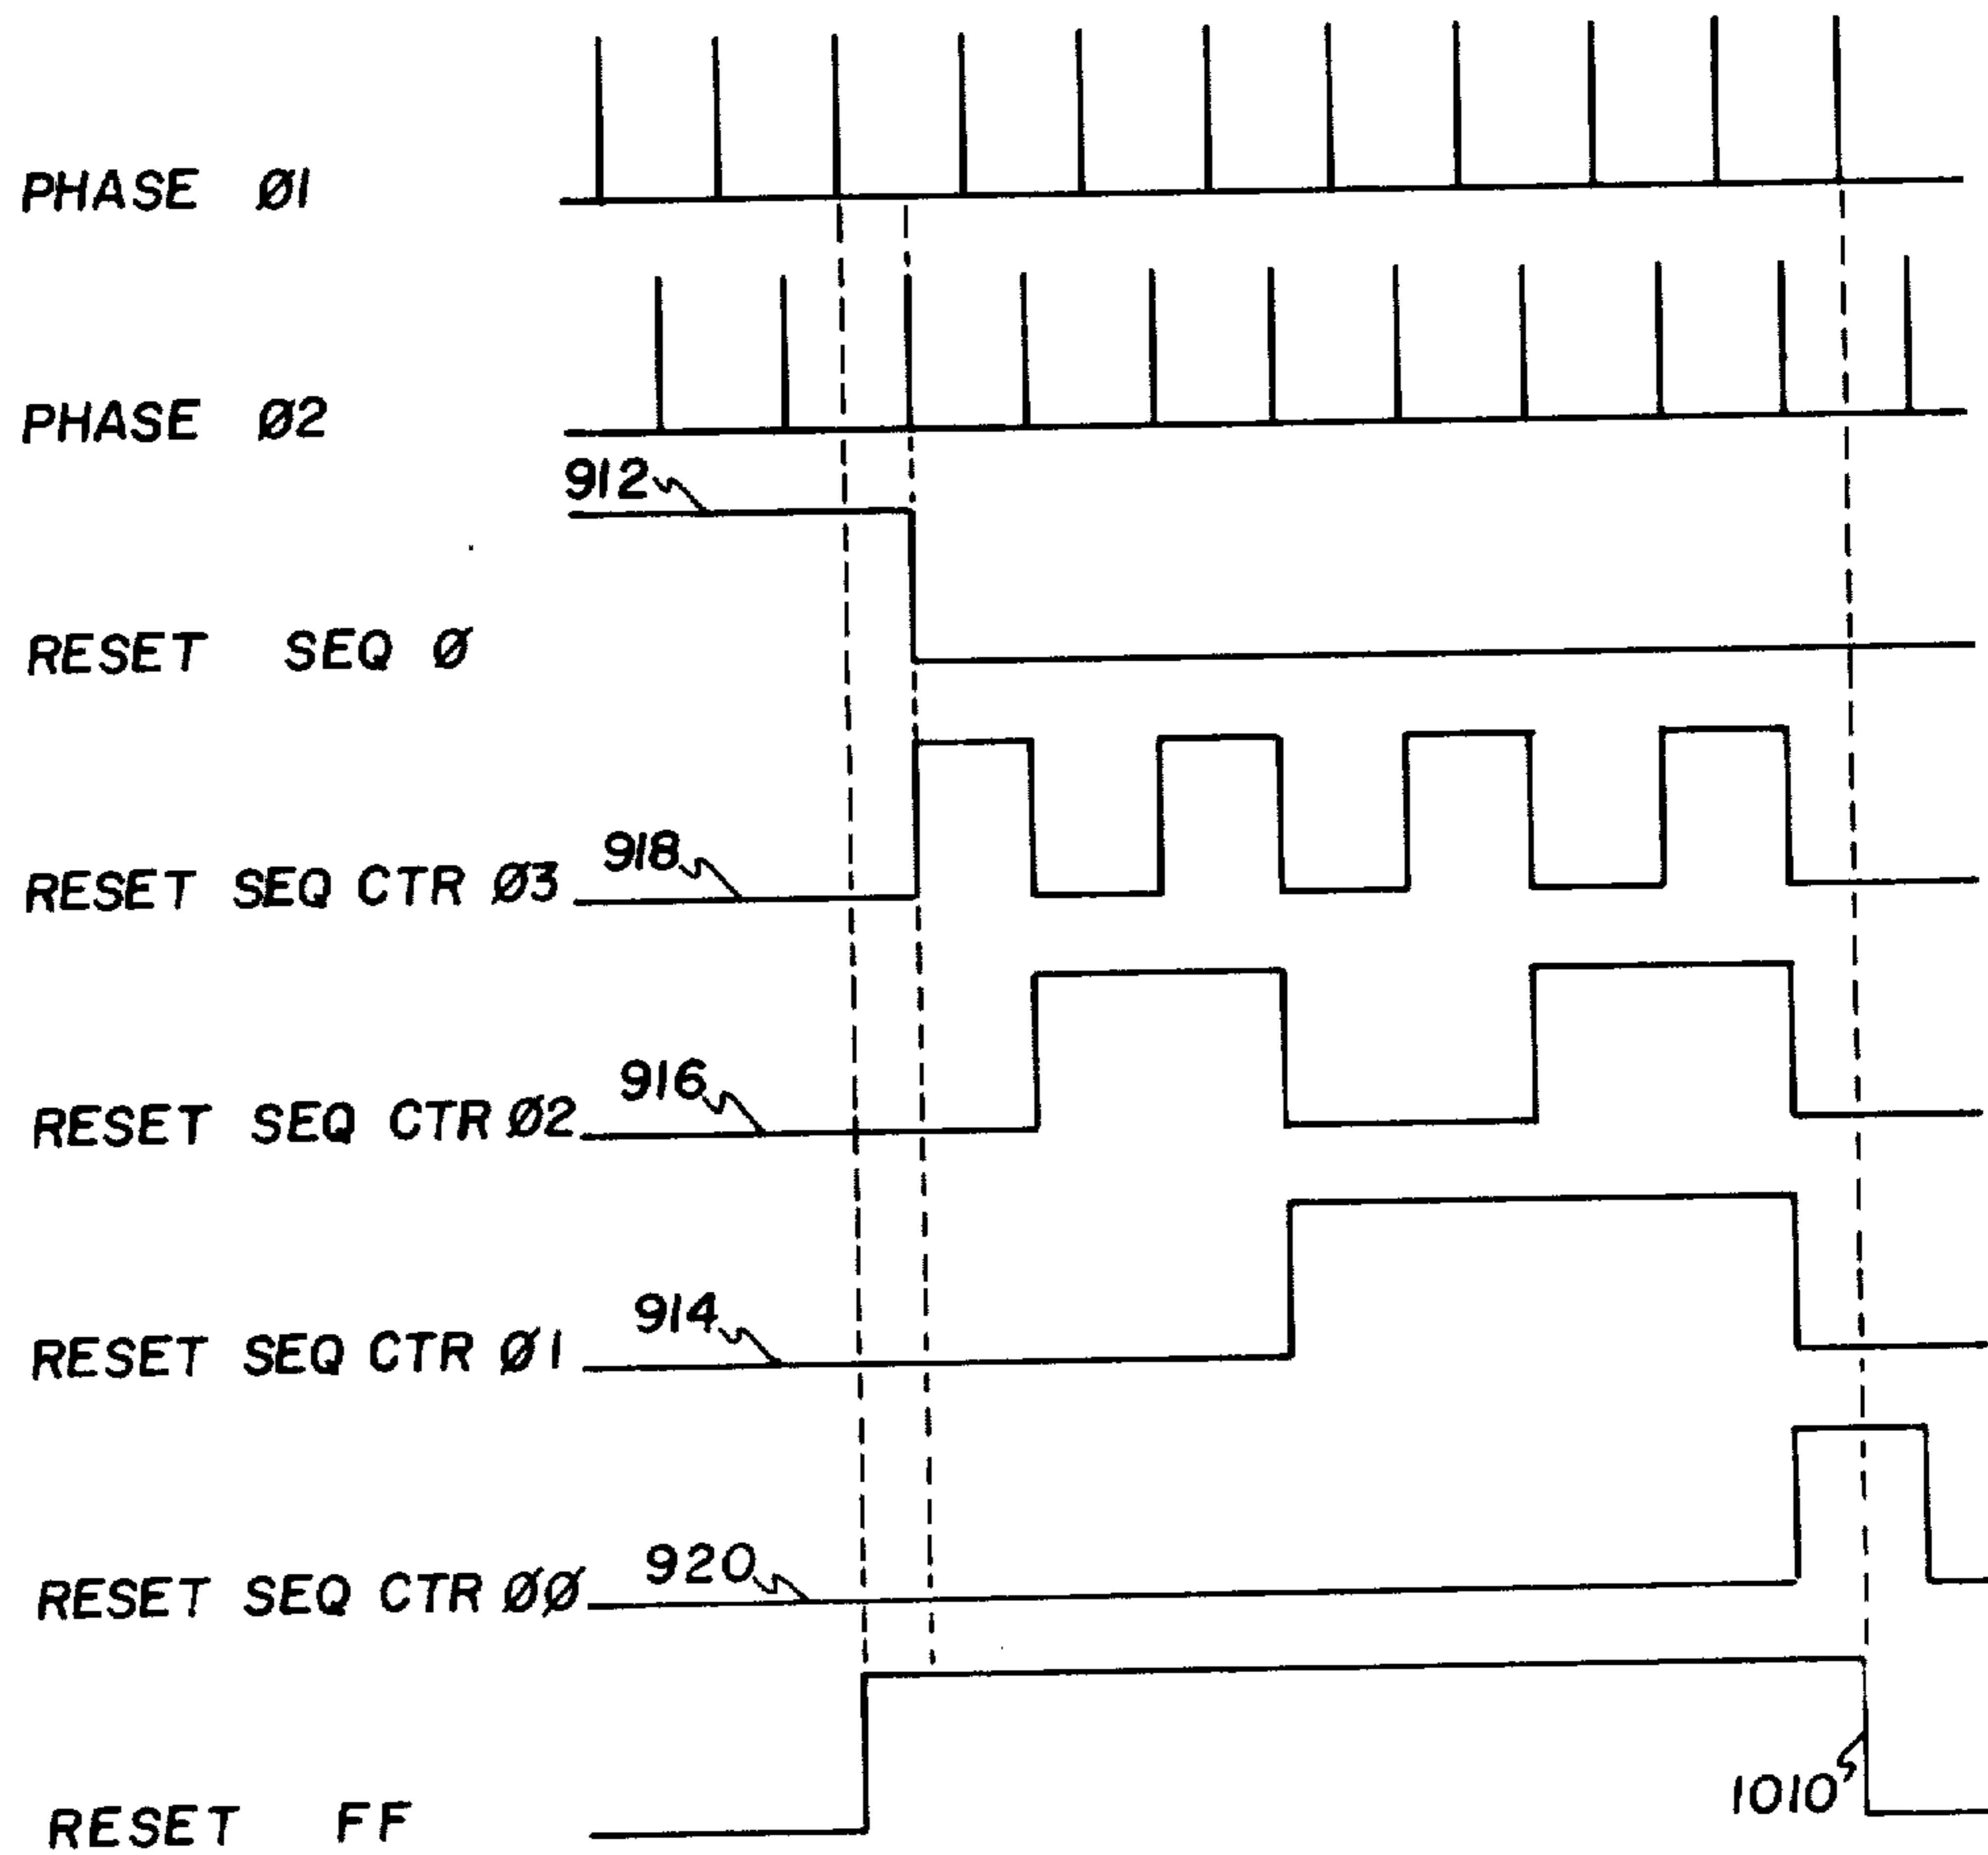 PHASE Ø1
PHASE Ø2
912
RESET SEQ Ø
918
RESET SEQ CTR Ø3
916
RESET SEQ CTR Ø2
914
RESET SEQ CTR Ø1
920
RESET SEQ CTR ØØ
1010
RESET FF